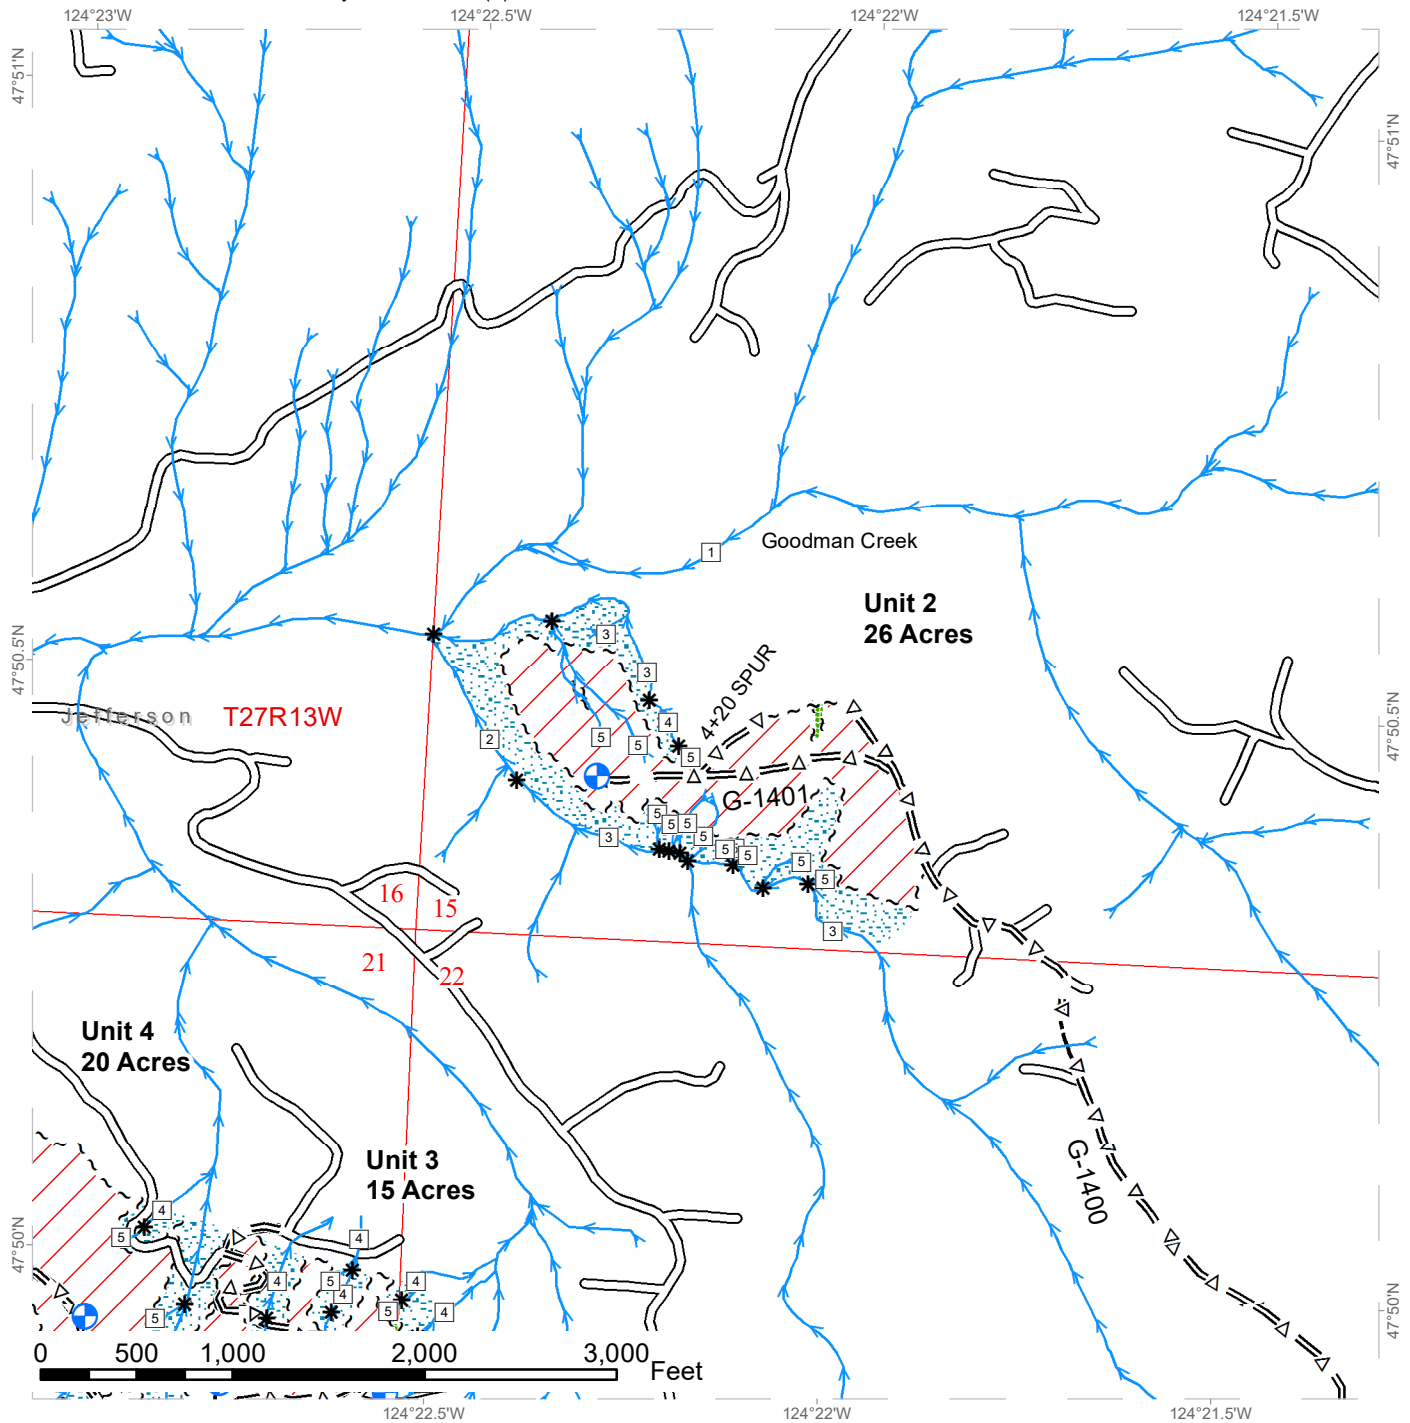 124°23'W
124°22.5'W
124°22'W
124°21.5'W
47°51'N
47°51'N
1
Goodman Creek
Unit 2
26 Acres
3
47°50.5'N
3
4+20 SPUR
Jefferson
T27R13W
4
47°50.5'N
2
5
5
5
G-1401
5
5
5
5
3
5
5
5
5
5
16
15
3
21
22
Unit 4
20 Acres
Unit 3
15 Acres
G-1400
4
5
4
47°50'N
4
5
4
4
5
5
4
47°50'N
0
500
1,000
2,000
3,000
Feet
124°22.5'W
124°22'W
124°21.5'W